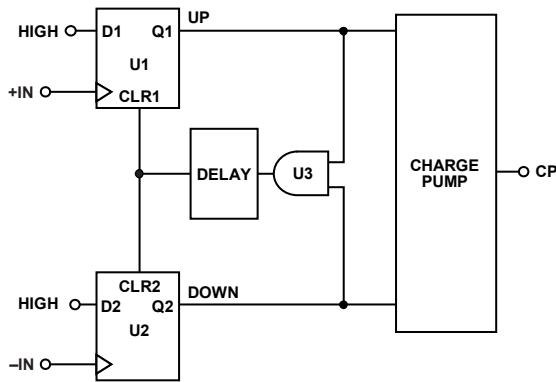 UP
HIGH
D1
Q1
U1
+IN
CLR1
DELAY
U3
CHARGE
PUMP
CP
CLR2
DOWN
HIGH
D2
Q2
U2
–IN